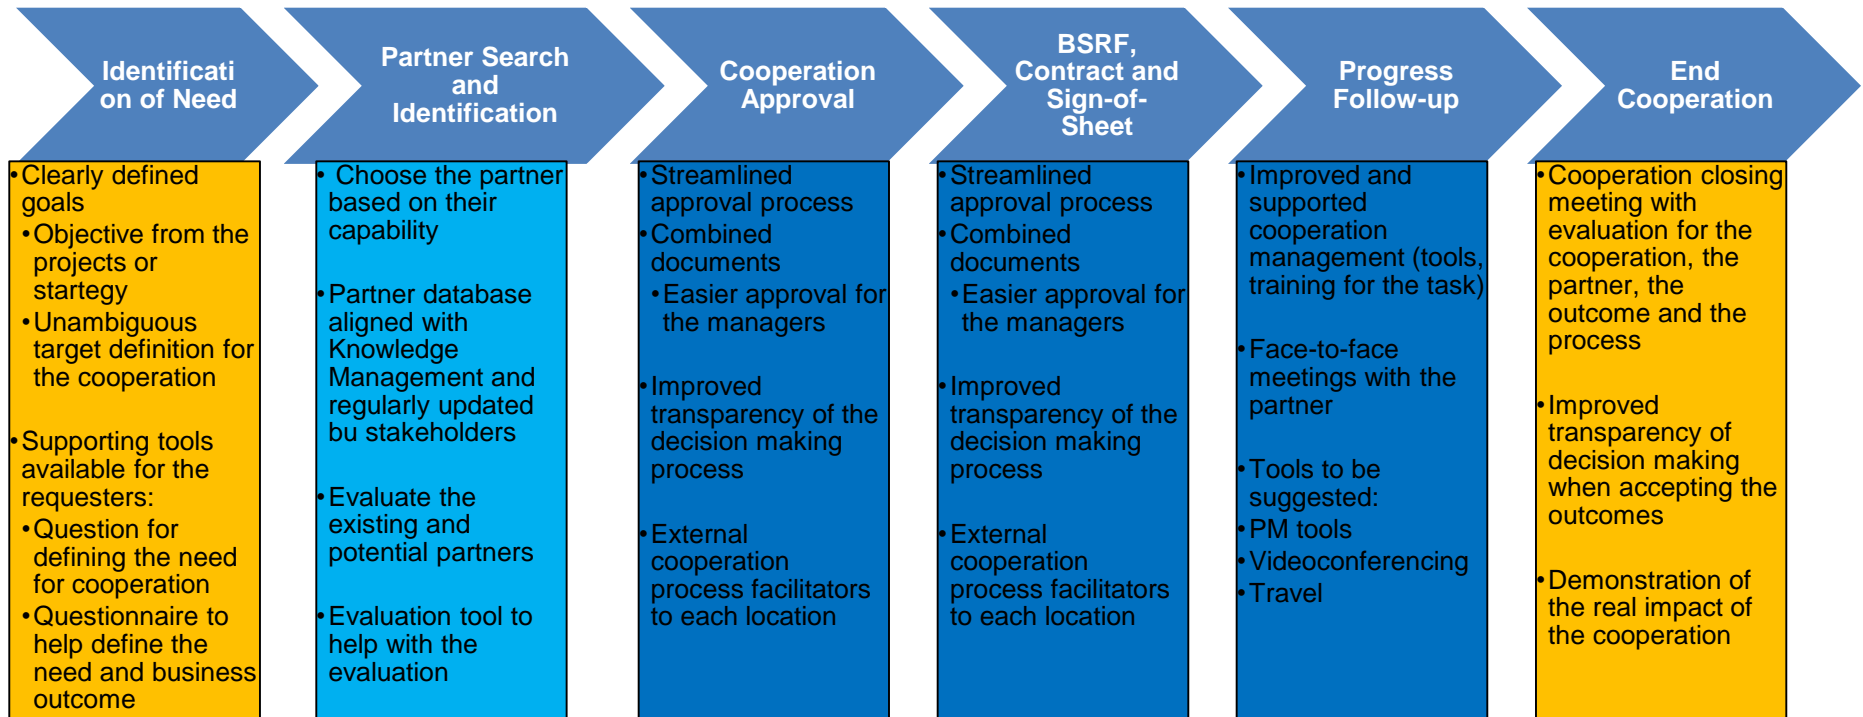 Identificati
on of Need
Partner Search
and
Identification
Cooperation
Approval
BSRF,
Contract and
Sign-of-
Sheet
Progress
Follow-up
End
Cooperation
•Clearly defined
goals
•Objective from the
projects or
startegy
•Unambiguous
target definition for
the cooperation
•Supporting tools
available for the
requesters:
•Question for
defining the need
for cooperation
•Questionnaire to
help define the
need and business
outcome
• Choose the partner
based on their
capability
•Partner database
aligned with
Knowledge
Management and
regularly updated
bu stakeholders
•Evaluate the
existing and
potential partners
•Evaluation tool to
help with the
evaluation
•Streamlined
approval process
•Combined
documents
•Easier approval for
the managers
•Improved
transparency of the
decision making
process
•External
cooperation
process facilitators
to each location
•Streamlined
approval process
•Combined
documents
•Easier approval for
the managers
•Improved
transparency of the
decision making
process
•External
cooperation
process facilitators
to each location
•Improved and
supported
cooperation
management (tools,
training for the task)
•Face-to-face
meetings with the
partner
•Tools to be
suggested:
•PM tools
•Videoconferencing
•Travel
•Cooperation closing
meeting with
evaluation for the
cooperation, the
partner, the
outcome and the
process
•Improved
transparency of
decision making
when accepting the
outcomes
•Demonstration of
the real impact of
the cooperation